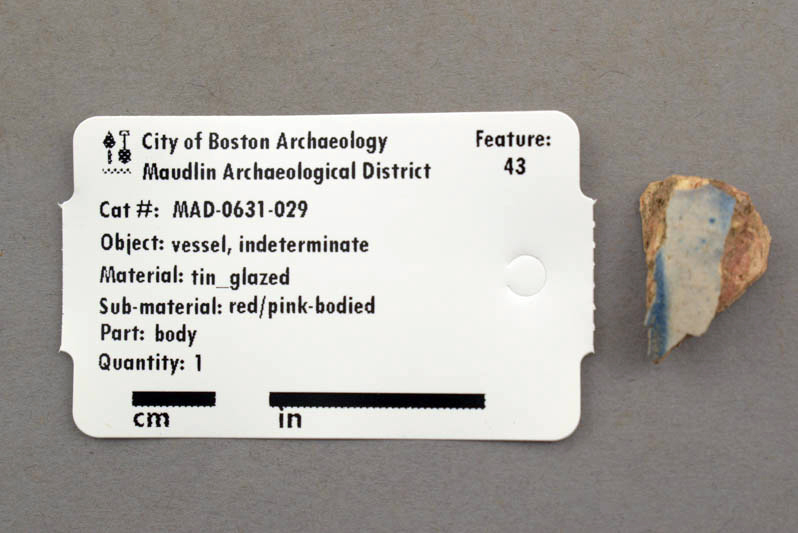 City of Boston Archaeology
Maudlin Archaeological District
Feature:
43
Cat #: MAD-0631-029
Object: vessel, indeterminate
Material: tin_glazed
Sub-material: red/pink-bodied
Part: body
Quantity: 1
cm in